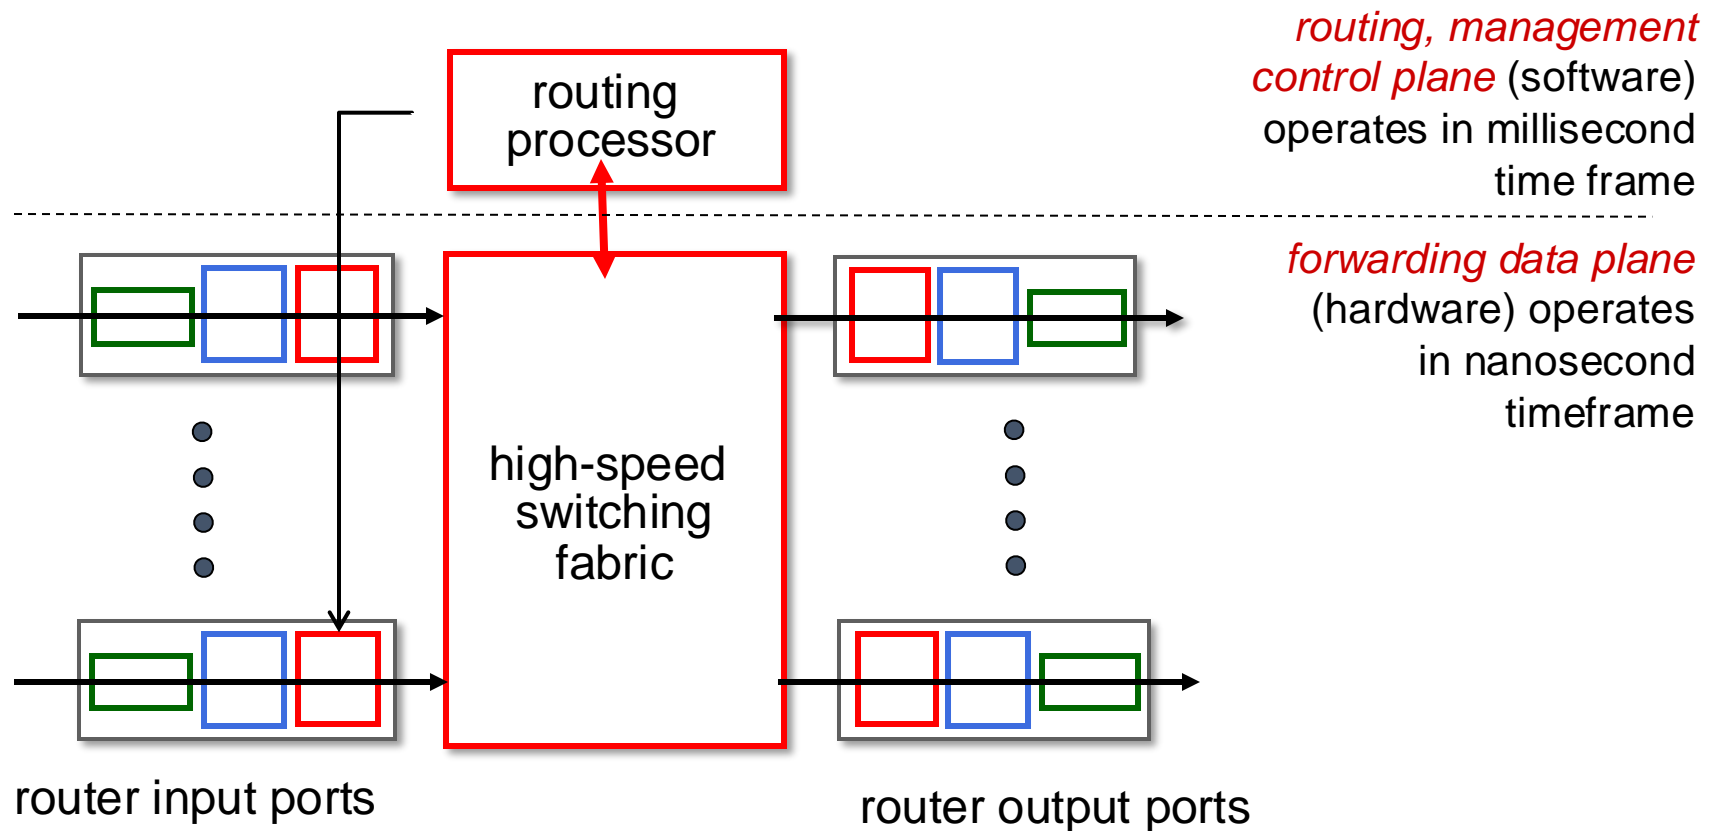 routing, management
control plane (software)
operates in millisecond
time frame
routing
processor
forwarding data plane
(hardware) operates
in nanosecond
timeframe
high-speed
switching
fabric
router input ports
router output ports